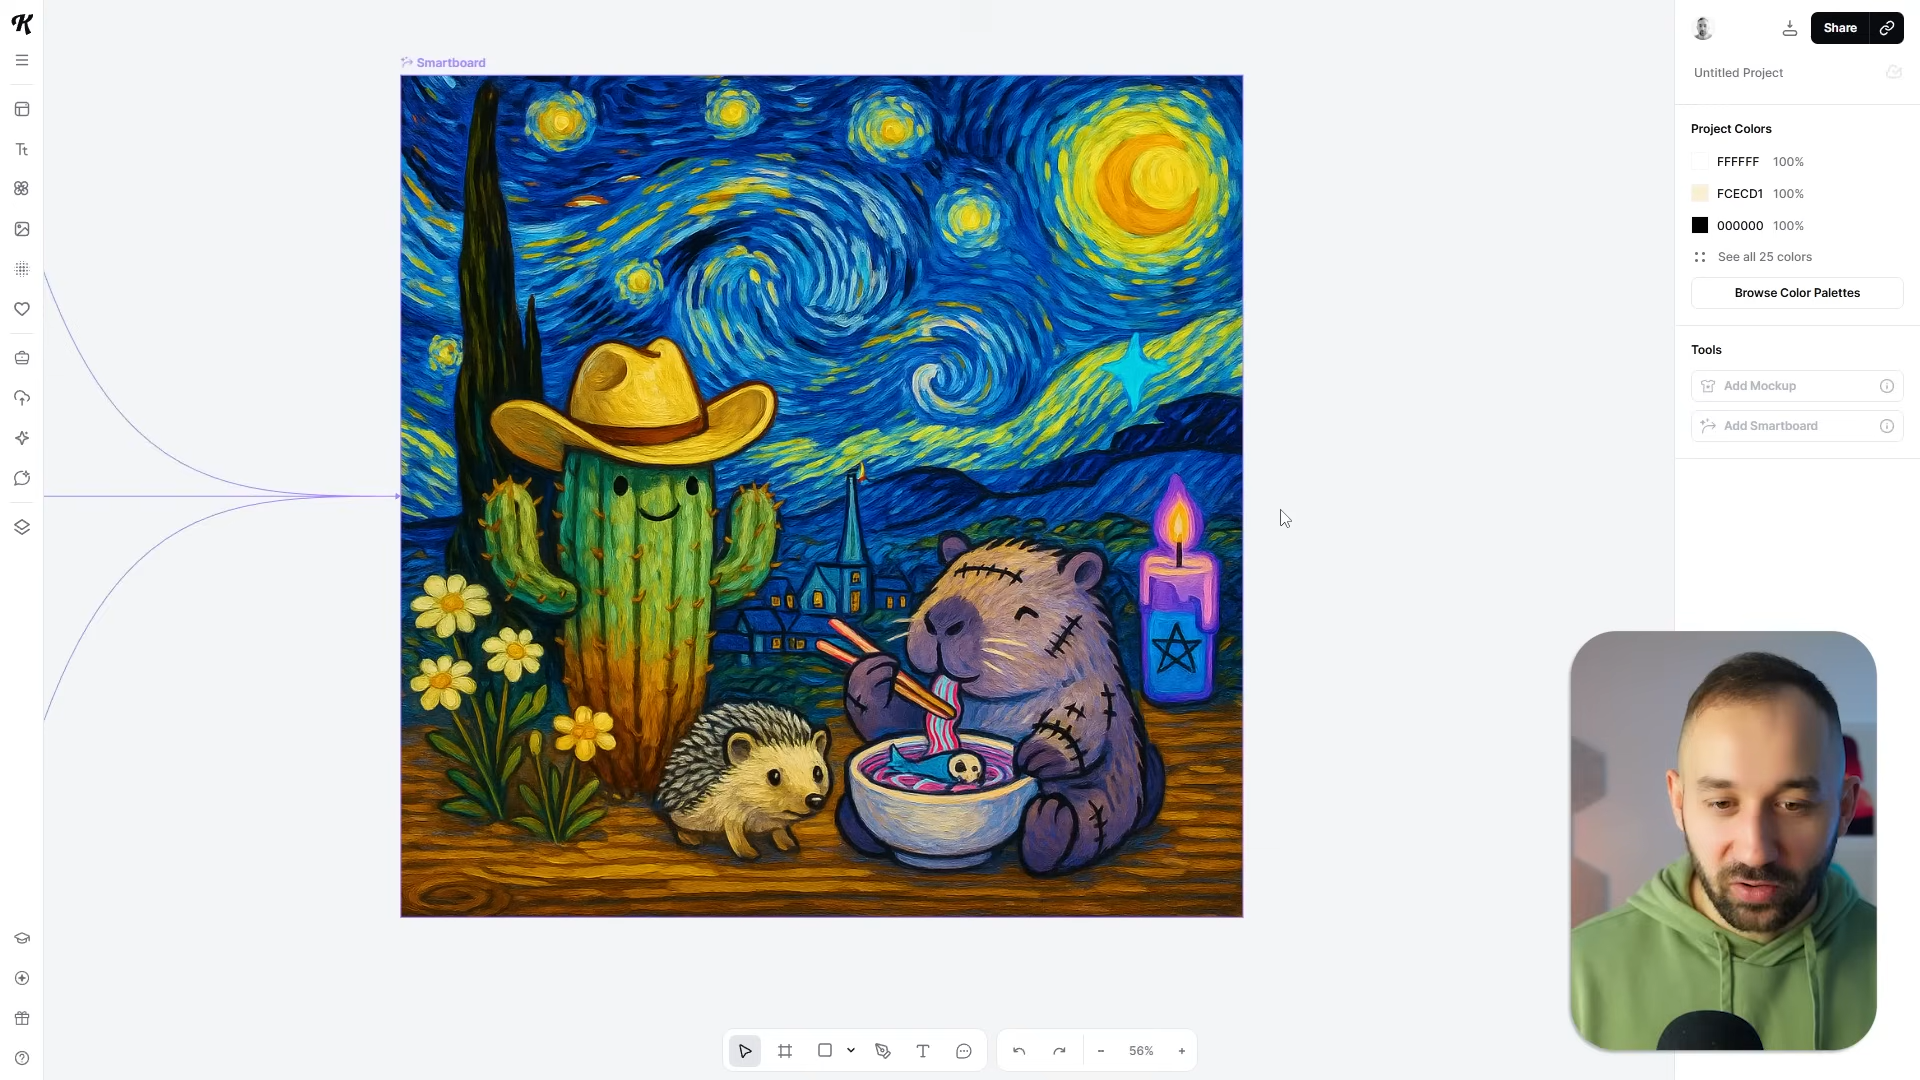 K
Smartboard
Share
Untitled Project
Project Colors
FFFFFF 100%
FCECD1 100%
000000 100%
See all 25 colors
Browse Color Palettes
Tools
Add Mockup
Add Smartboard
Tt
T
- 56% +